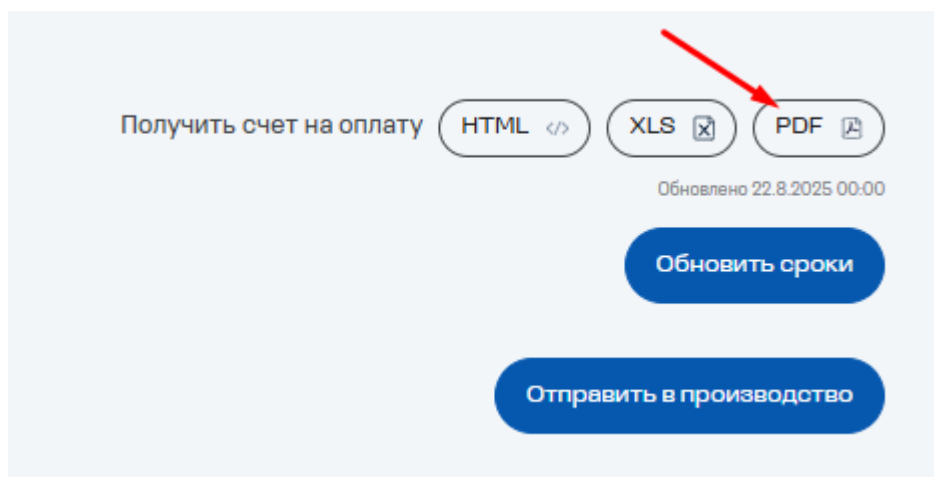 Получить счет на оплату HTML </> XLS PDF
Обновлено 22.8.2025 00:00
Обновить сроки
Отправить в производство